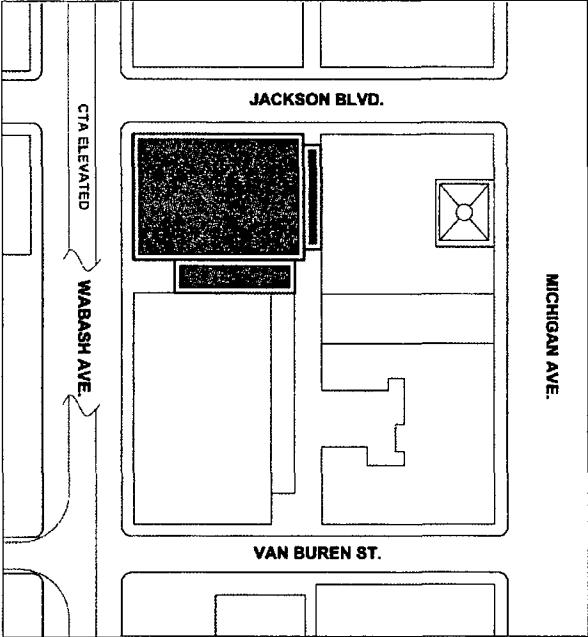 JACKSON BLVD.
CTA ELEVATED
WABASH AVE.
MICHIGAN AVE.
VAN BUREN ST.